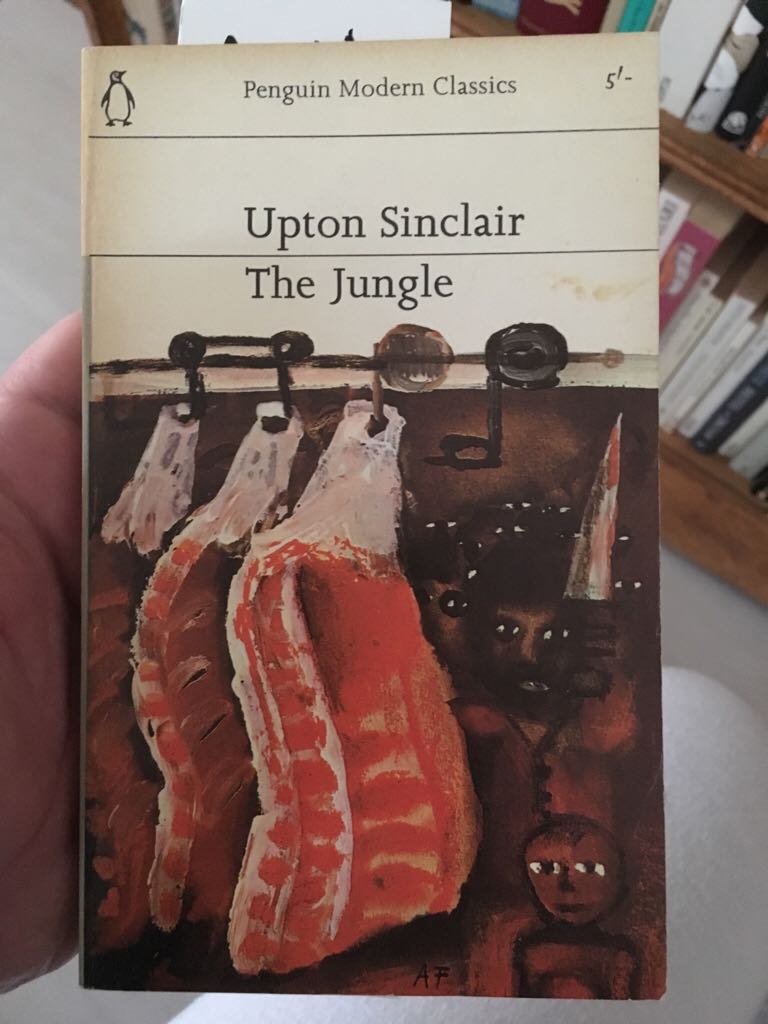 Penguin Modern Classics
5'-
Upton Sinclair
The Jungle
AF